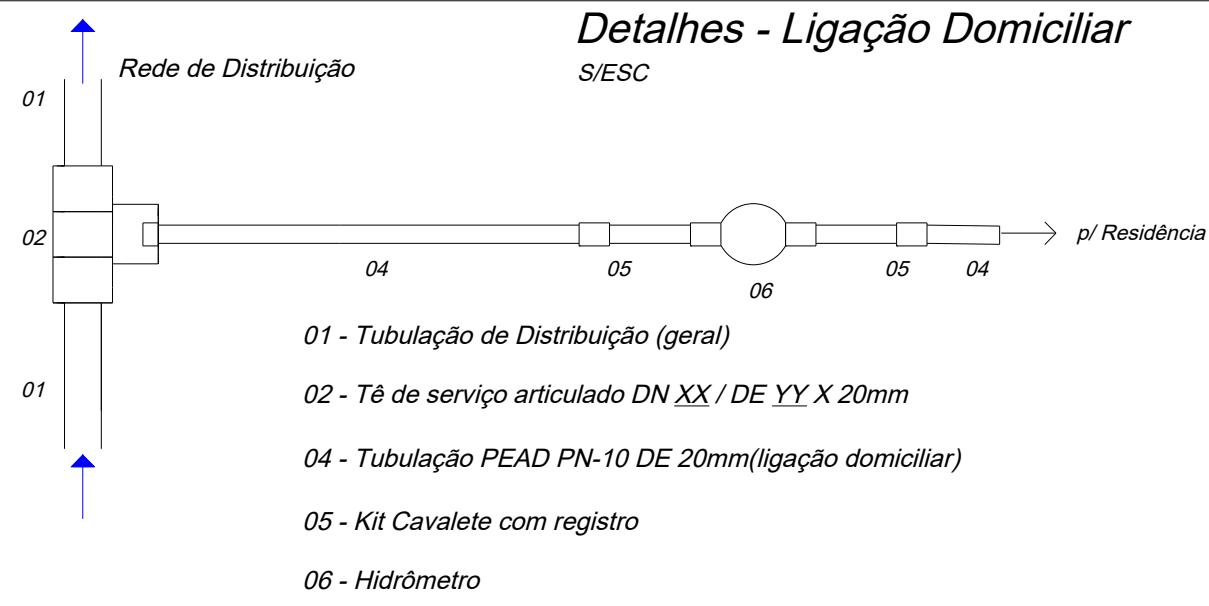 Detalhes - Ligação Domiciliar
S/ESC
Rede de Distribuição
01
02
p/ Residência
04
05
05
04
06
01 - Tubulação de Distribuição (geral)
01
02 - Tê de serviço articulado DN XX / DE YY X 20mm
04 - Tubulação PEAD PN-10 DE 20mm(ligação domiciliar)
05 - Kit Cavalete com registro
06 - Hidrômetro